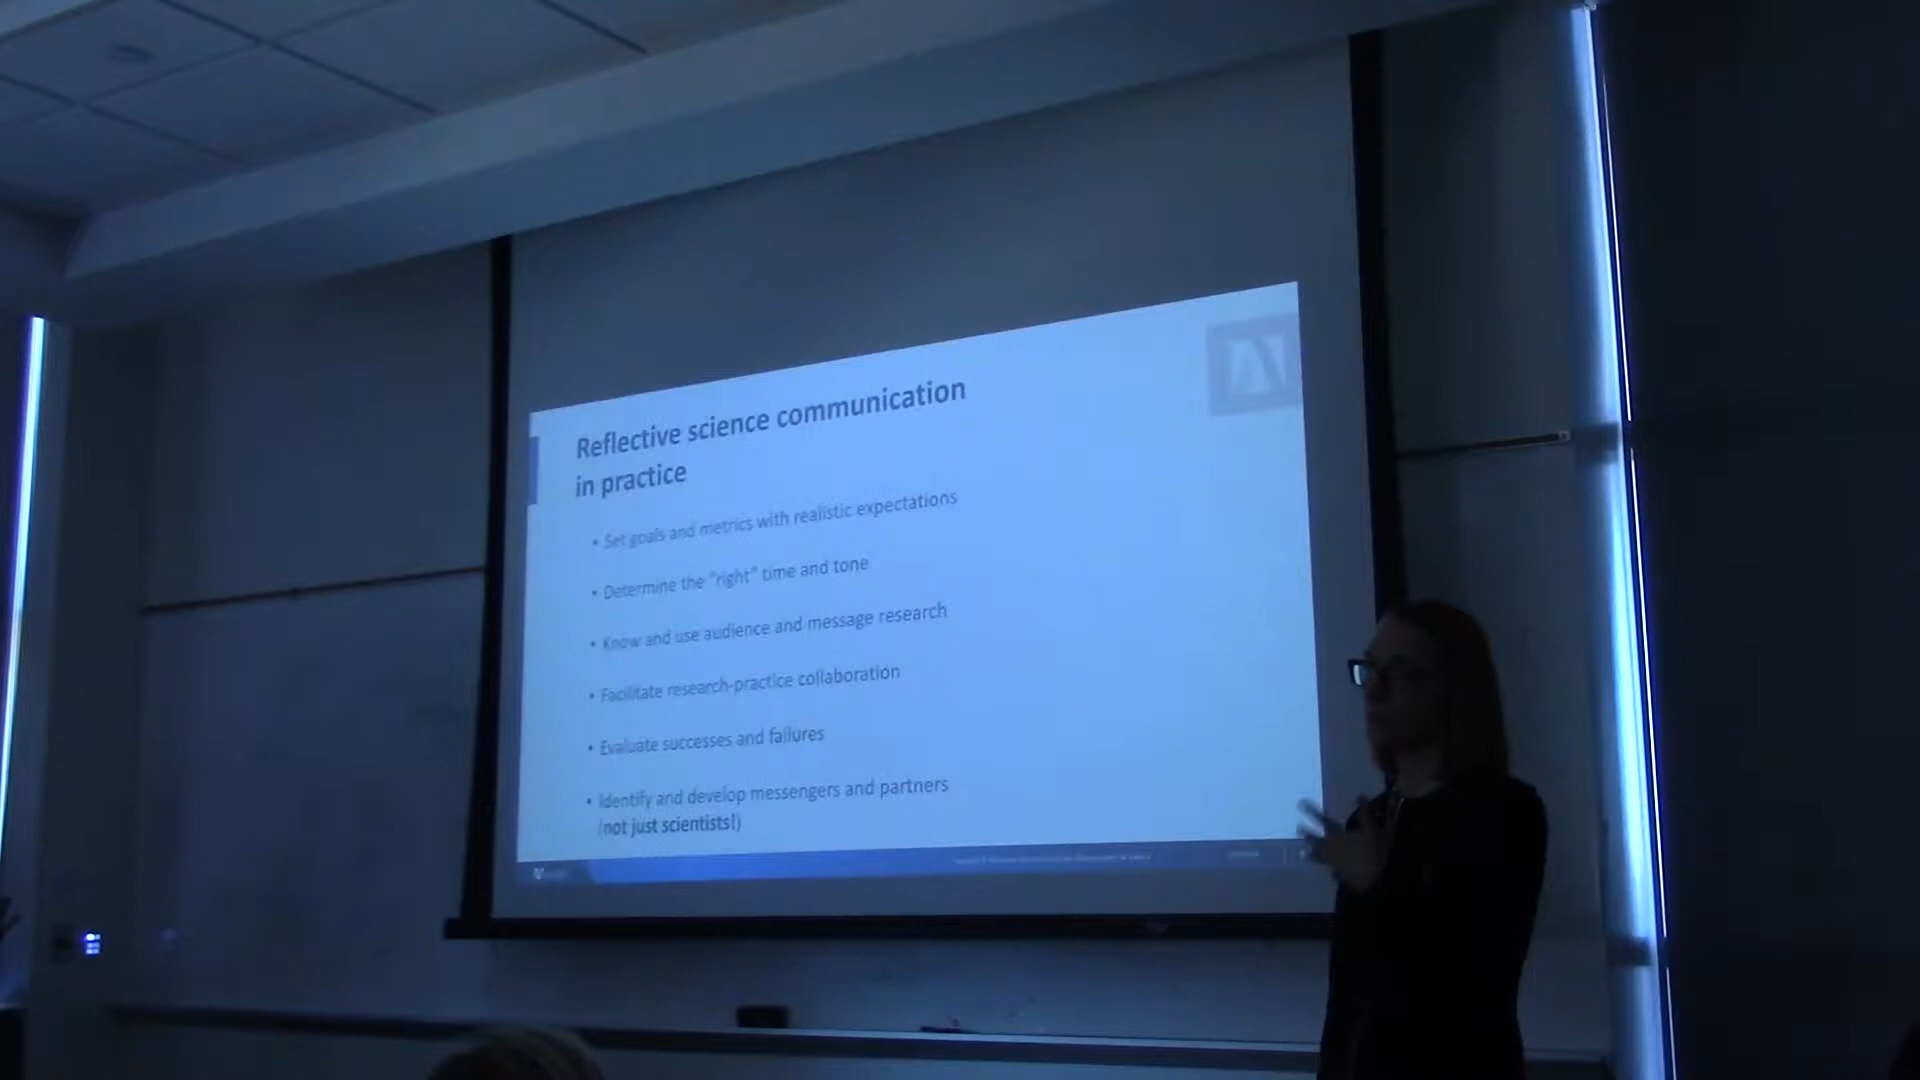 Reflective science communication
in practice
• Set goals and metrics with realistic expectations
• Determine the "right" time and tone
• Know and use audience and message research
• Facilitate research-practice collaboration
• Evaluate successes and failures
• Identify and develop messengers and partners
(not just scientists!)